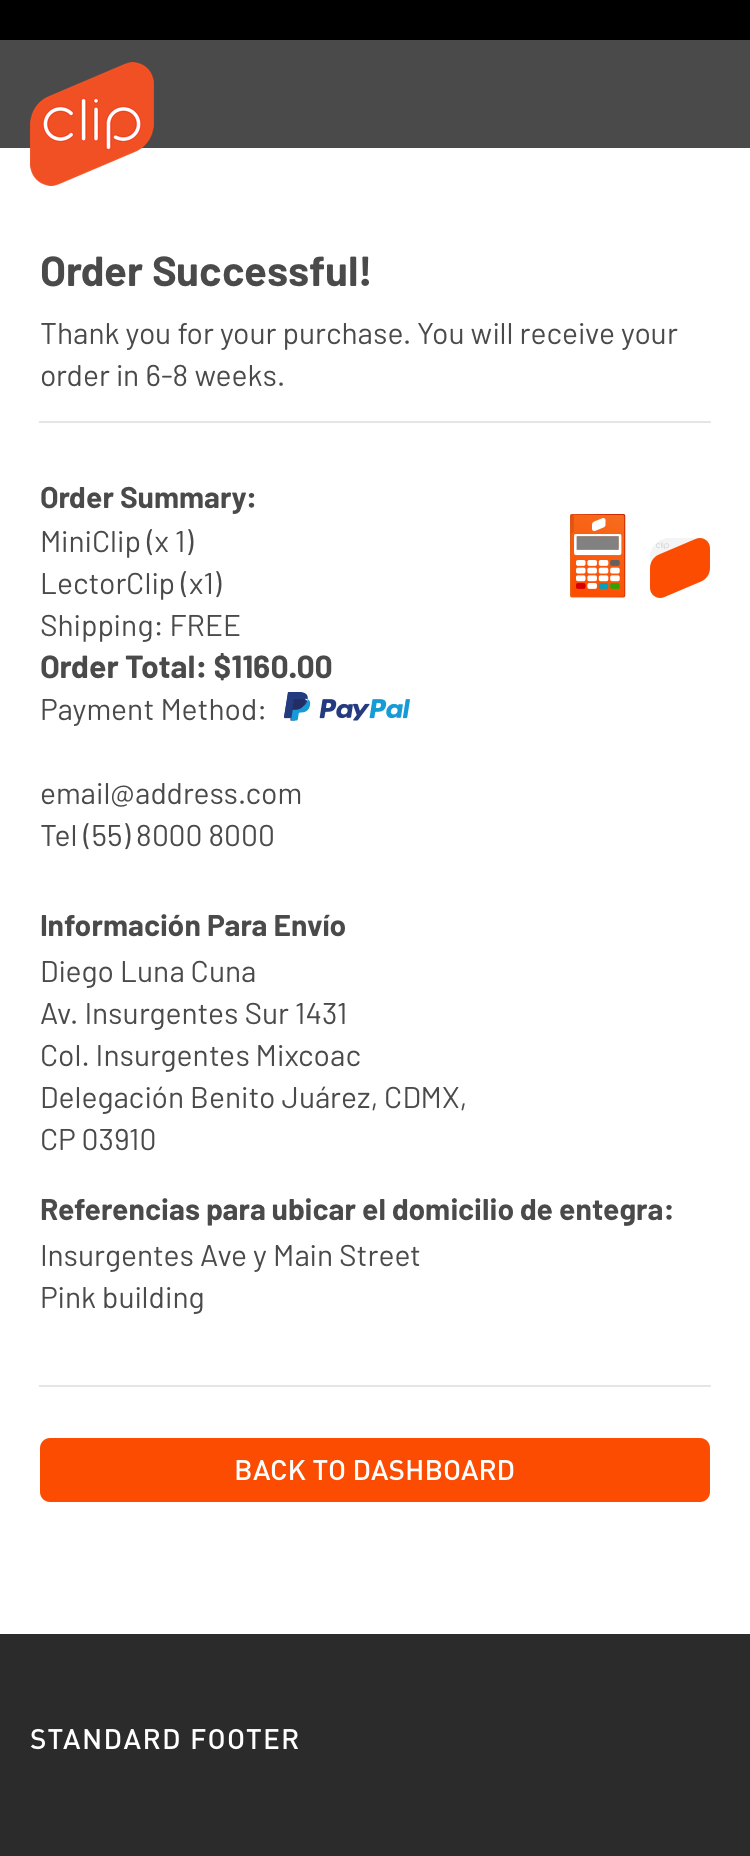 clip
Order Successful!
Thank you for your purchase. You will receive your
order in 6-8 weeks.
Order Summary:
MiniClip (x 1)
LectorClip (x1)
Shipping: FREE
Order Total: $1160.00
Payment Method: PayPal
clip
email@address.com
Tel (55) 8000 8000
Información Para Envío
Diego Luna Cuna
Av. Insurgentes Sur 1431
Col. Insurgentes Mixcoac
Delegación Benito Juárez, CDMX,
CP 03910
Referencias para ubicar el domicilio de entegra:
Insurgentes Ave y Main Street
Pink building
BACK TO DASHBOARD
STANDARD FOOTER